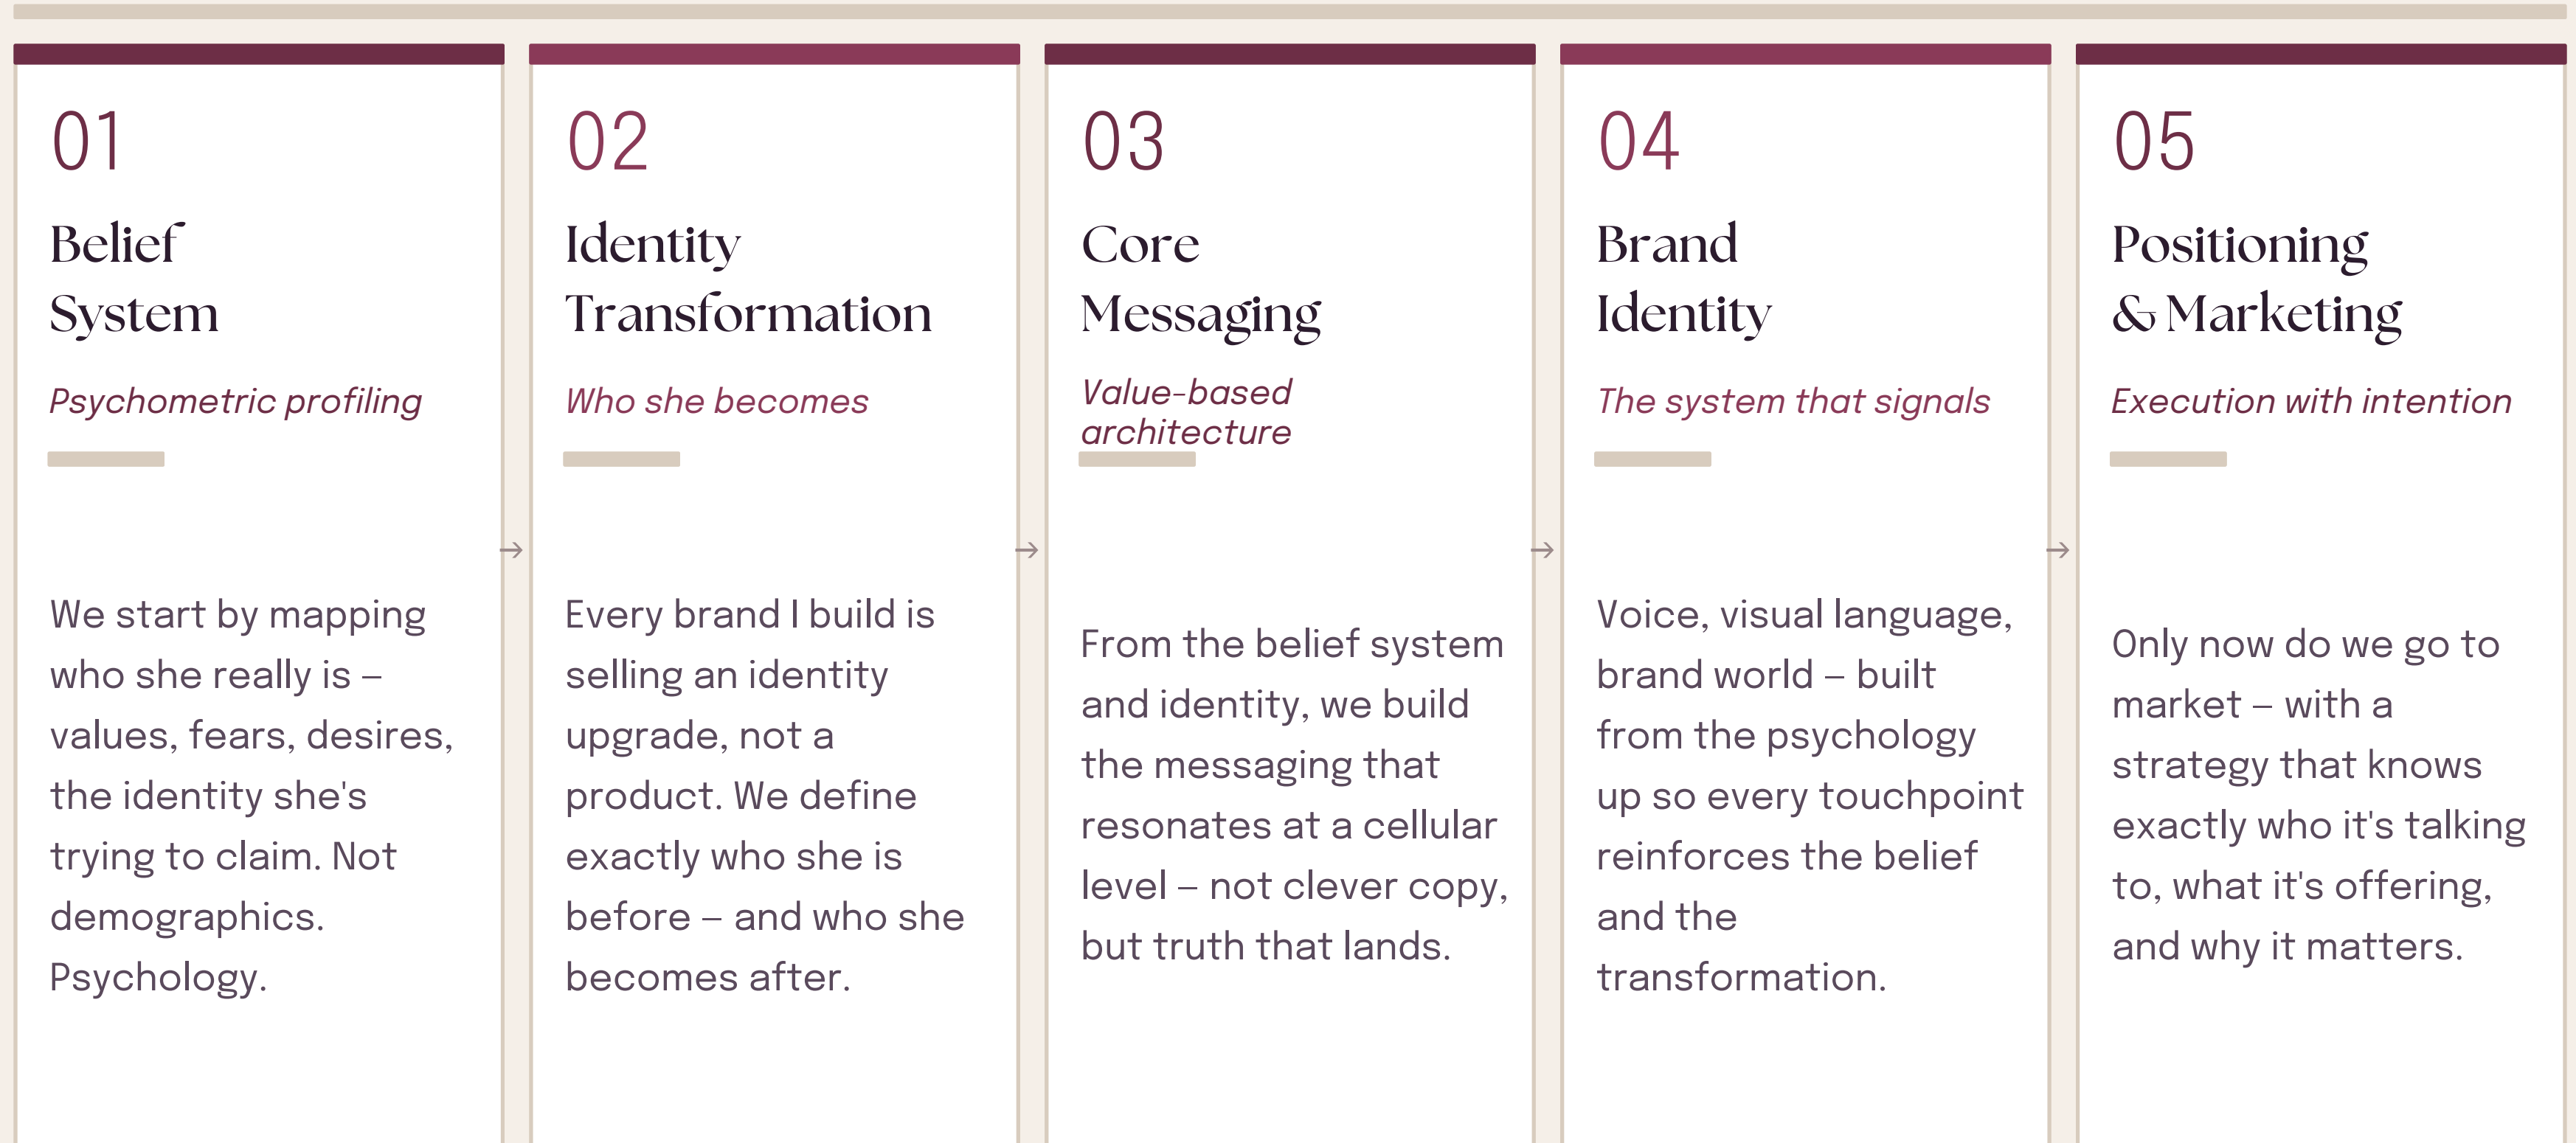 01
Belief
System
Psychometric profiling
We start by mapping
who she really is –
values, fears, desires,
the identity she's
trying to claim. Not
demographics.
Psychology.
→
02
Identity
Transformation
Who she becomes
Every brand I build is
selling an identity
upgrade, not a
product. We define
exactly who she is
before – and who she
becomes after.
→
03
Core
Messaging
Value-based
architecture
From the belief system
and identity, we build
the messaging that
resonates at a cellular
level – not clever copy,
but truth that lands.
→
04
Brand
Identity
The system that signals
Voice, visual language,
brand world – built
from the psychology
up so every touchpoint
reinforces the belief
and the
transformation.
→
05
Positioning
& Marketing
Execution with intention
Only now do we go to
market – with a
strategy that knows
exactly who it's talking
to, what it's offering,
and why it matters.